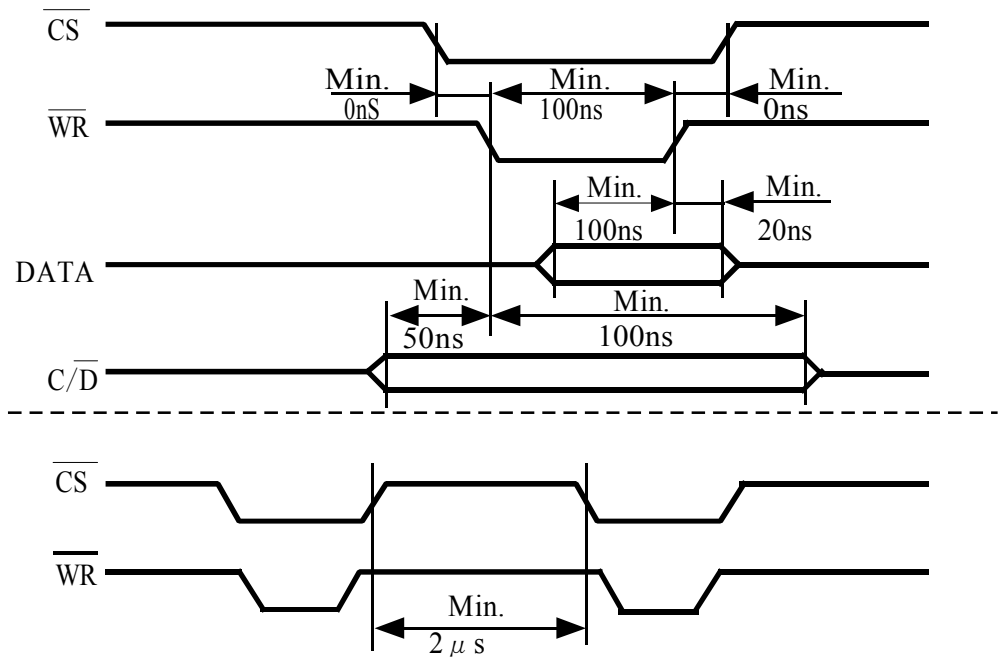 CS
Min. Min. Min.
0nS 100ns 0ns
WR
Min. Min.
100ns 20ns
DATA
Min. Min.
50ns 100ns
C/D
CS
WR
Min.
2 μ s